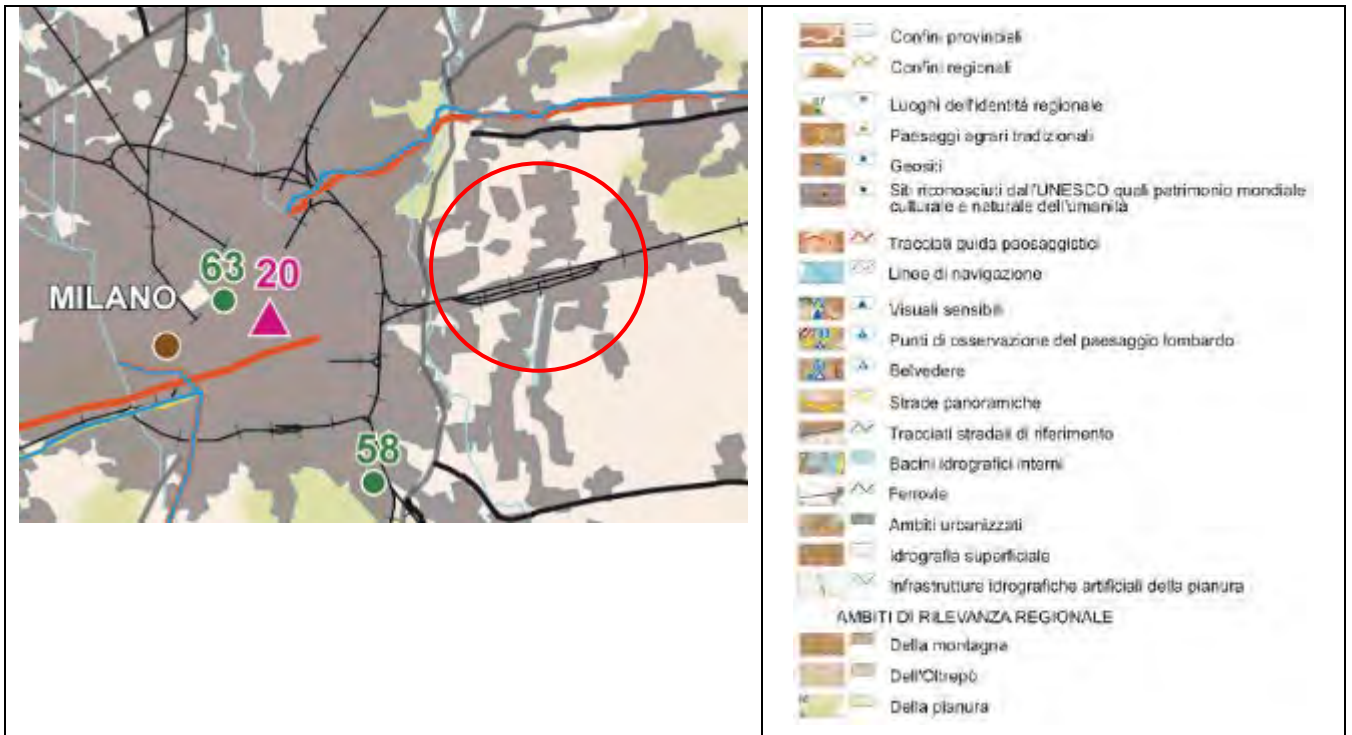 63 20
MILANO
58
Confini provinciali
Confini regionali
Luoghi dell'identità regionale
Paesaggi agrari tradizionali
Geositi
Siti riconosciuti dall'UNESCO quali patrimonio mondiale
culturale e naturale dell'umanità
Tracciati guida paesaggistici
Linee di navigazione
Visuali sensibili
Punti di osservazione del paesaggio lombardo
Belvedere
Strade panoramiche
Tracciati stradali di riferimento
Bacini idrografici interni
Ferrovie
Ambiti urbanizzati
Idrografia superficiale
Infrastrutture idrografiche artificiali della pianura
AMBITI DI RILEVANZA REGIONALE
Della montagna
Dell'Oltrepò
Della pianura